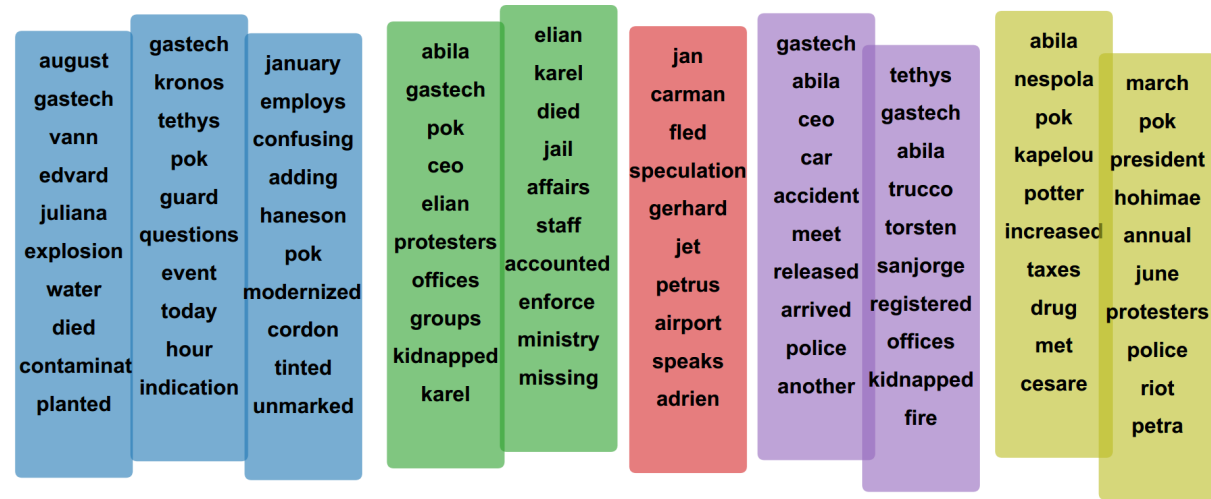 august
gastech
vann
edvard
juliana
explosion
water
died
contaminat
planted
gastech
kronos
tethys
pok
guard
questions
event
today
hour
indication
january
employs
confusing
adding
haneson
pok
modernized
cordon
tinted
unmarked
abila
gastech
pok
ceo
elian
protesters
offices
groups
kidnapped
karel
elian
karel
died
jail
affairs
staff
accounted
enforce
ministry
missing
jan
carman
fled
speculation
gerhard
jet
petrus
airport
speaks
adrien
gastech
abila
ceo
car
accident
meet
released
arrived
police
another
tethys
gastech
abila
trucco
torsten
sanjorge
registered
offices
kidnapped
fire
abila
nespola
pok
kapelou
potter
increased
taxes
drug
met
cesare
march
pok
president
hohimae
annual
june
protesters
police
riot
petra